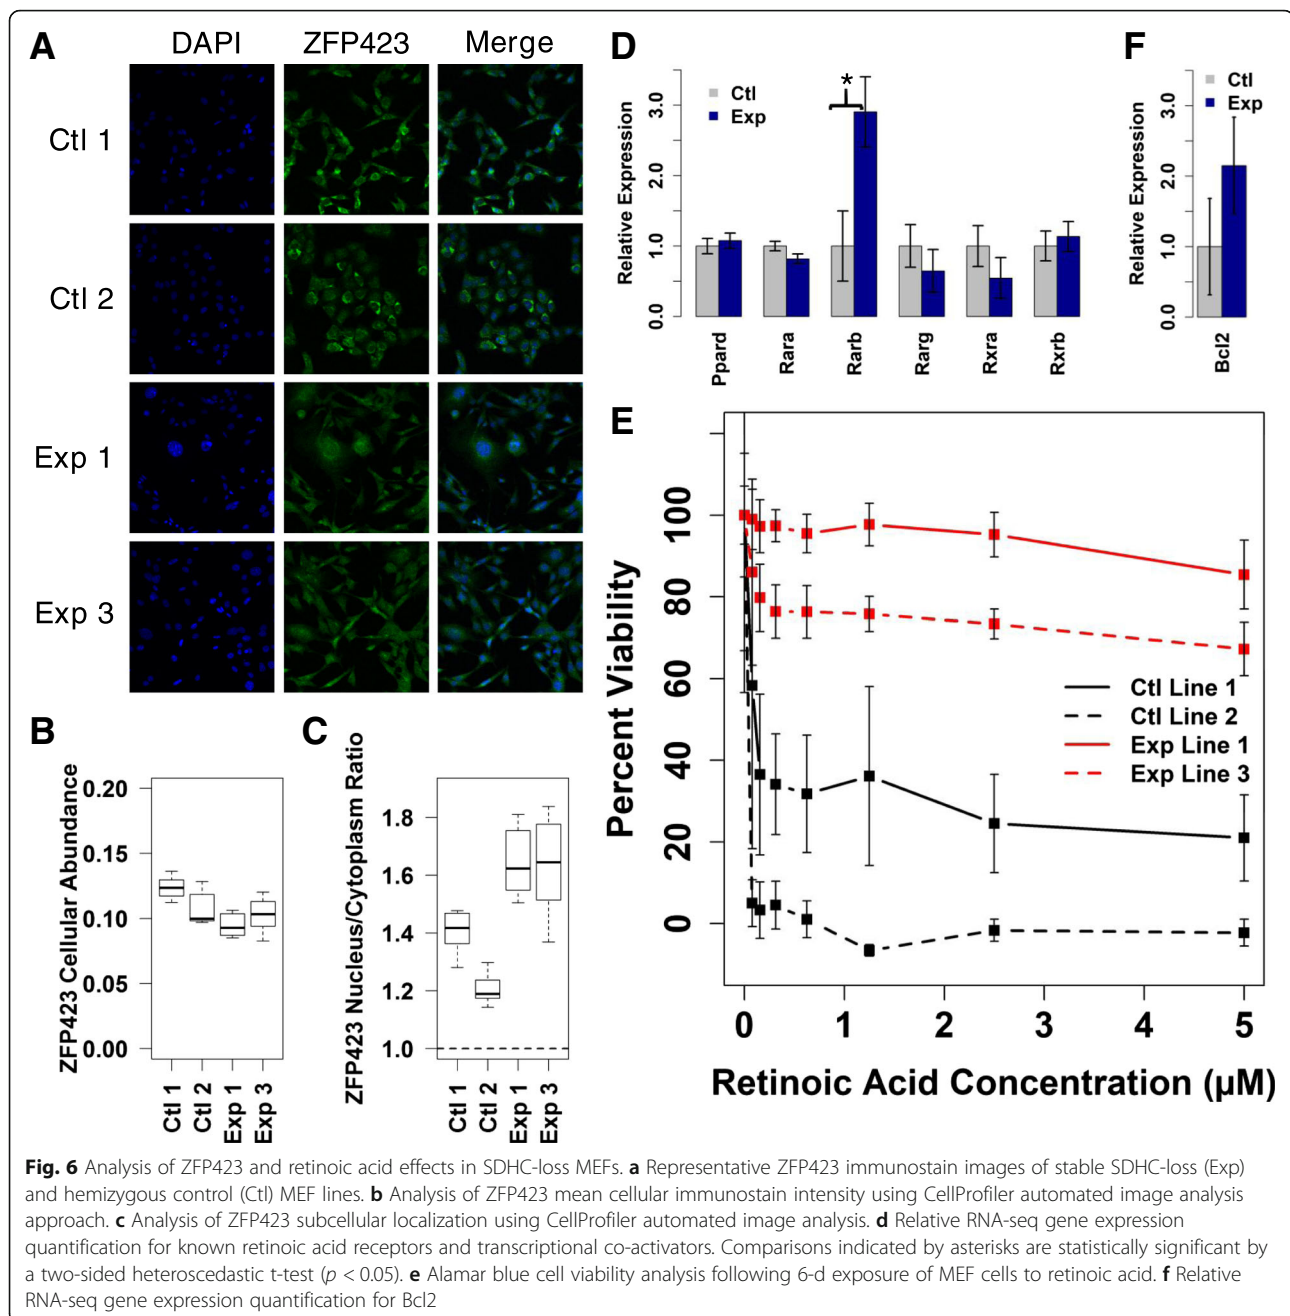 A
DAPI ZFP423 Merge
Ctl 1
Ctl 2
Exp 1
Exp 3
B
ZFP423 Cellular Abundance
0.20
0.15
0.10
0.05
0.00
Ctl 1
Ctl 2
Exp 1
Exp 3
C
ZFP423 Nucleus/Cytoplasm Ratio
1.8
1.6
1.4
1.2
1.0
Ctl 1
Ctl 2
Exp 1
Exp 3
D
Relative Expression
3.0
2.0
1.0
0.0
Ctl
Exp
*
Ppard
Rara
Rarb
Rarg
Rxra
Rxrb
F
Relative Expression
3.0
2.0
1.0
0.0
Ctl
Exp
Bcl2
E
Percent Viability
100
80
60
40
20
0
Ctl Line 1
Ctl Line 2
Exp Line 1
Exp Line 3
0 1 2 3 4 5
Retinoic Acid Concentration (µM)
Fig. 6 Analysis of ZFP423 and retinoic acid effects in SDHC-loss MEFs. a Representative ZFP423 immunostain images of stable SDHC-loss (Exp)
and hemizygous control (Ctl) MEF lines. b Analysis of ZFP423 mean cellular immunostain intensity using CellProfiler automated image analysis
approach. c Analysis of ZFP423 subcellular localization using CellProfiler automated image analysis. d Relative RNA-seq gene expression
quantification for known retinoic acid receptors and transcriptional co-activators. Comparisons indicated by asterisks are statistically significant by
a two-sided heteroscedastic t-test (p < 0.05). e Alamar blue cell viability analysis following 6-d exposure of MEF cells to retinoic acid. f Relative
RNA-seq gene expression quantification for Bcl2